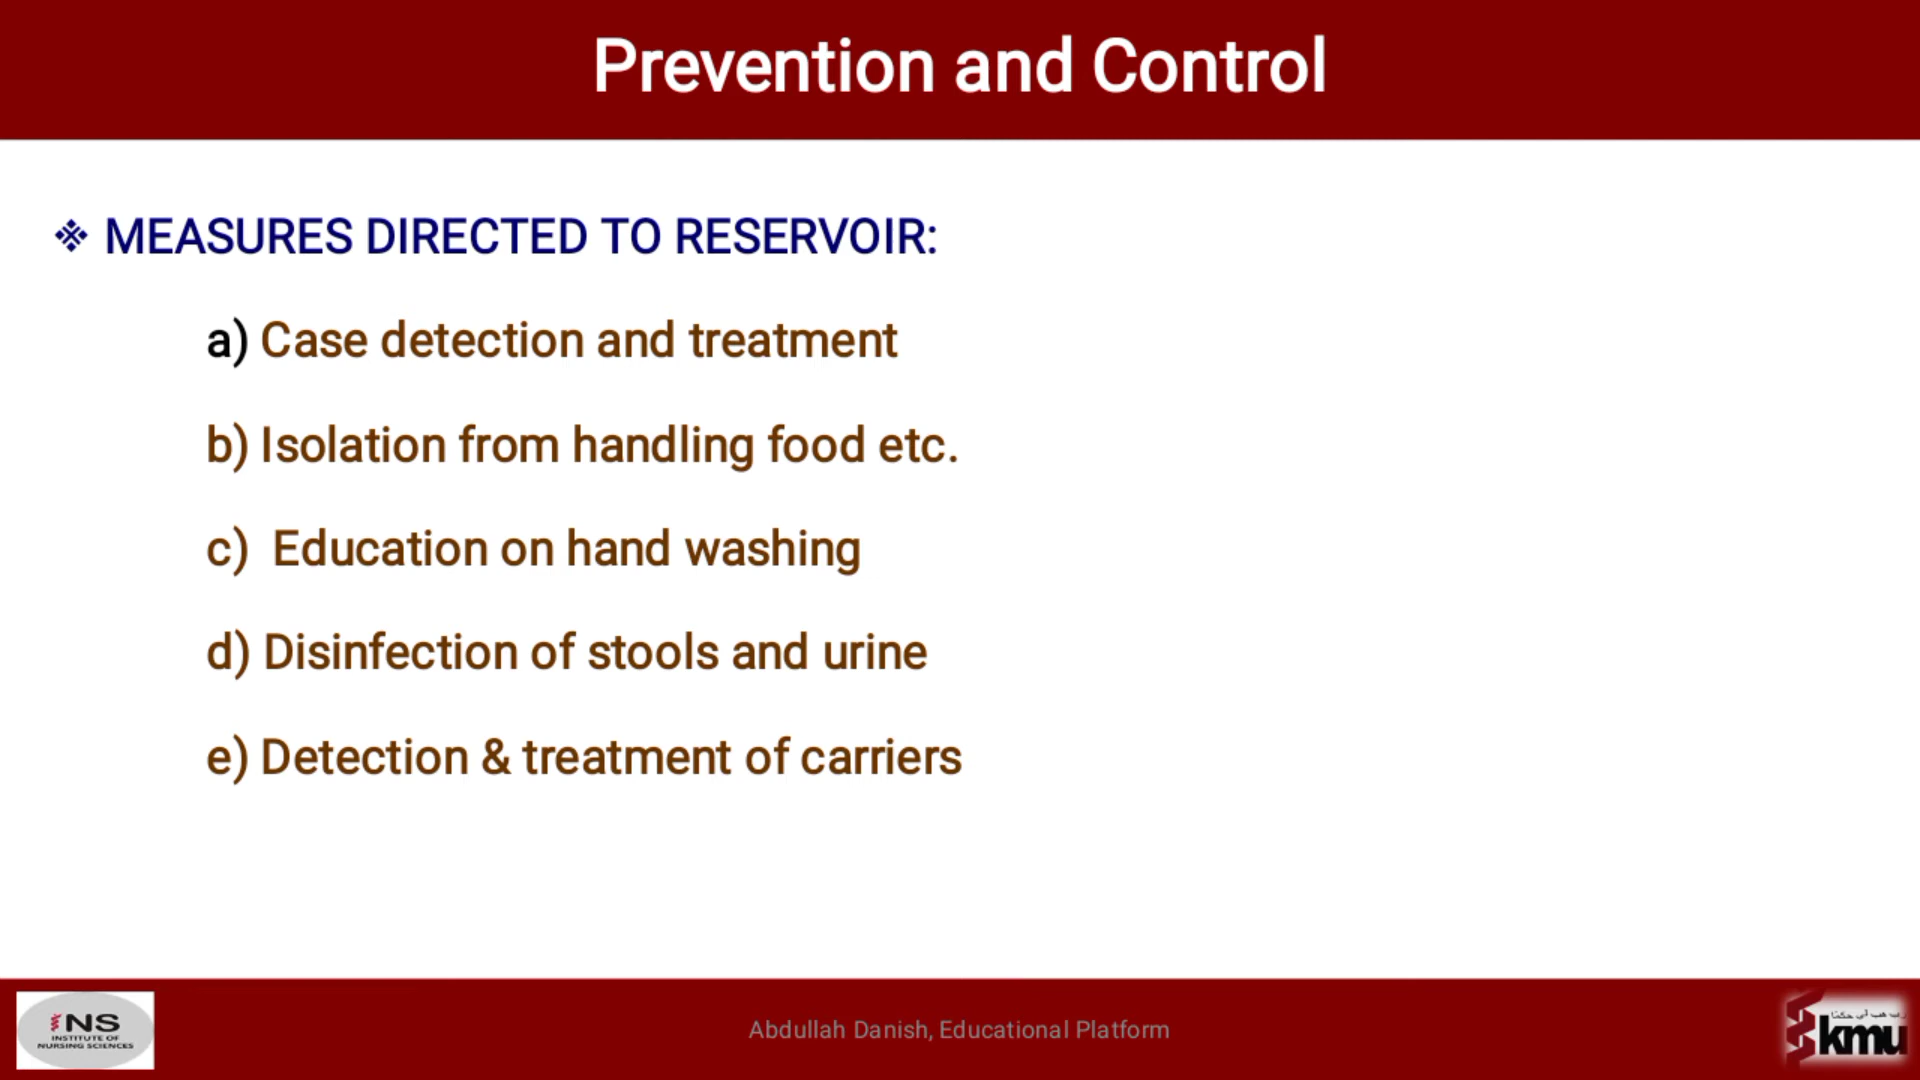 Prevention and Control
❖ MEASURES DIRECTED TO RESERVOIR:
a) Case detection and treatment
b) Isolation from handling food etc.
c) Education on hand washing
d) Disinfection of stools and urine
e) Detection & treatment of carriers
iNS
INSTITUTE OF
NURSING SCIENCES
Abdullah Danish, Educational Platform
kmu